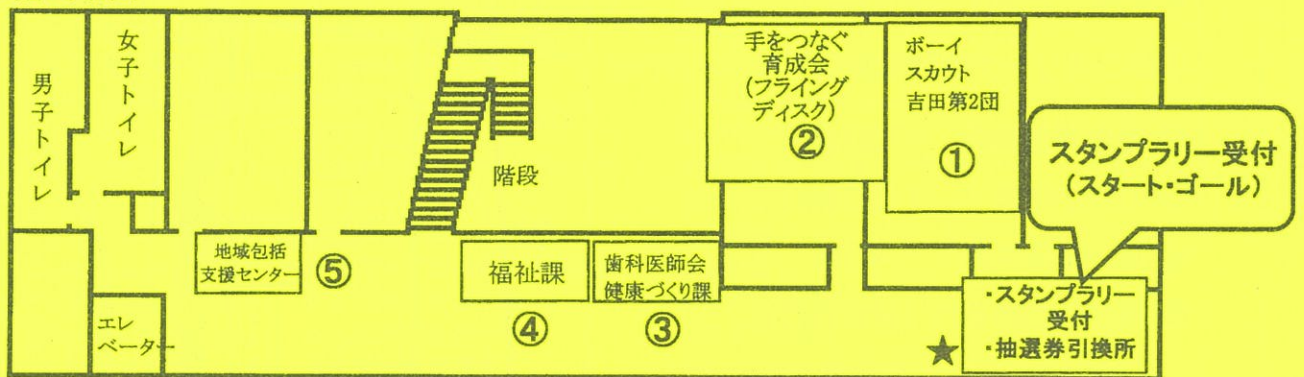 男子トイレ
女子トイレ
階段
手をつなぐ
育成会
(フライング
ディスク)
②
ボーイ
スカウト
吉田第2団
①
スタンプラリー受付
(スタート・ゴール)
地域包括
支援センター
⑤
福祉課
④
歯科医師会
健康づくり課
③
エレ
ベーター
★
・スタンプラリー
受付
・抽選券引換所